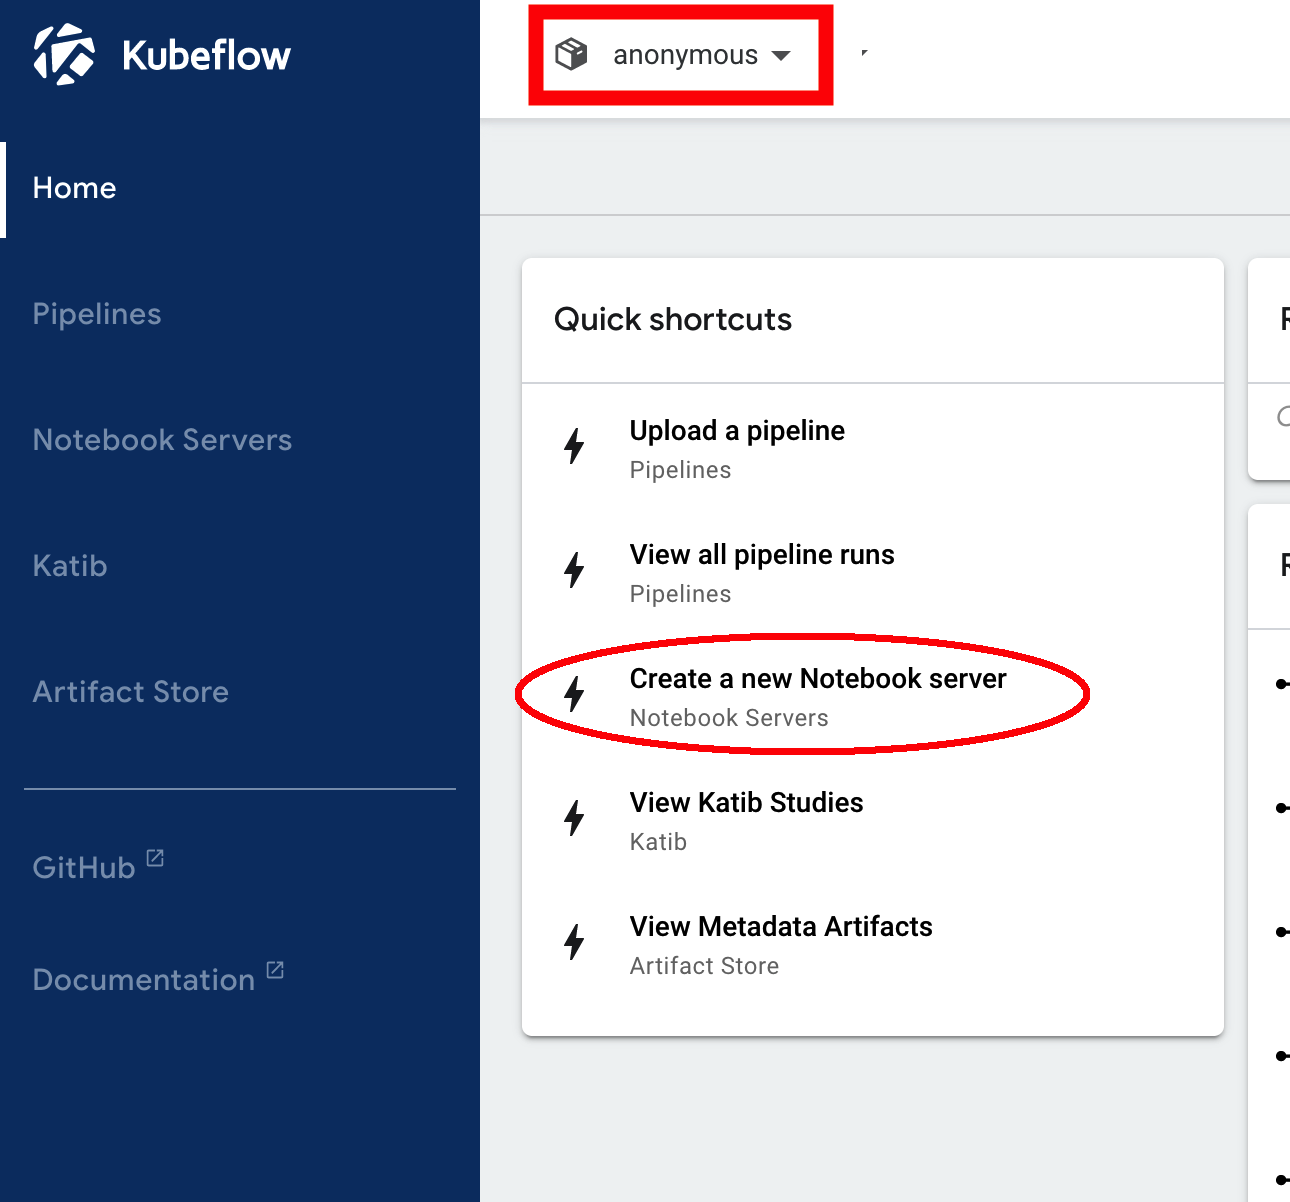 Kubeflow
anonymous
Home
Pipelines
Notebook Servers
Katib
Artifact Store
GitHub
Documentation
Quick shortcuts
Upload a pipeline
Pipelines
View all pipeline runs
Pipelines
Create a new Notebook server
Notebook Servers
View Katib Studies
Katib
View Metadata Artifacts
Artifact Store